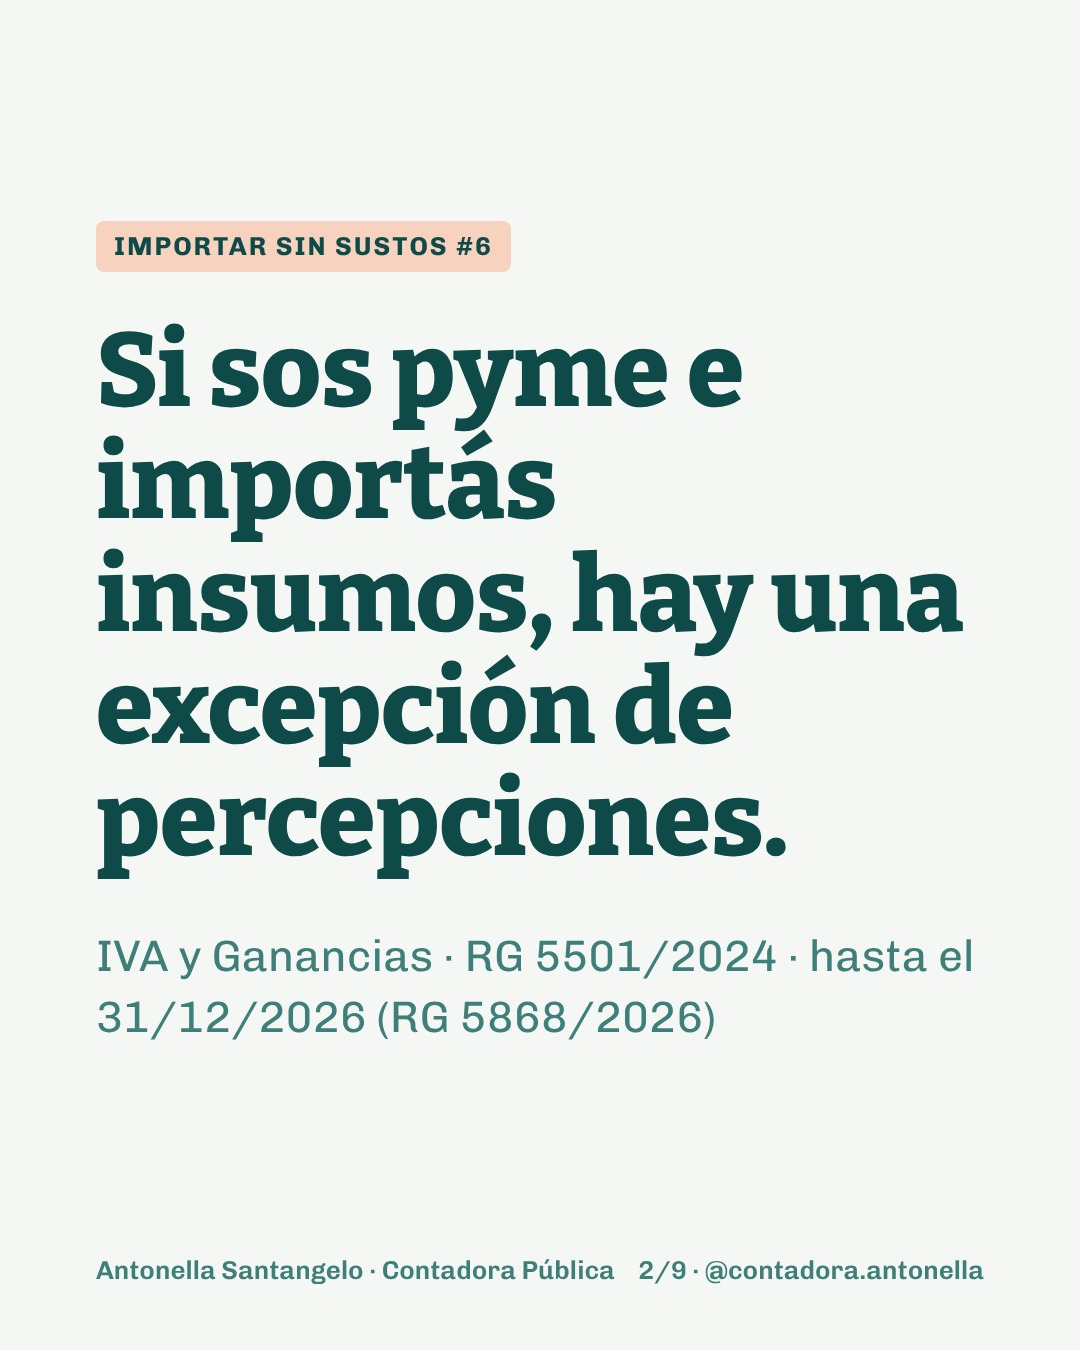 IMPORTAR SIN SUSTOS #6
Si sos pyme e
importás
insumos, hay una
excepción de
percepciones.
IVA y Ganancias · RG 5501/2024 · hasta el
31/12/2026 (RG 5868/2026)
Antonella Santangelo · Contadora Pública 2/9 · @contadora.antonella